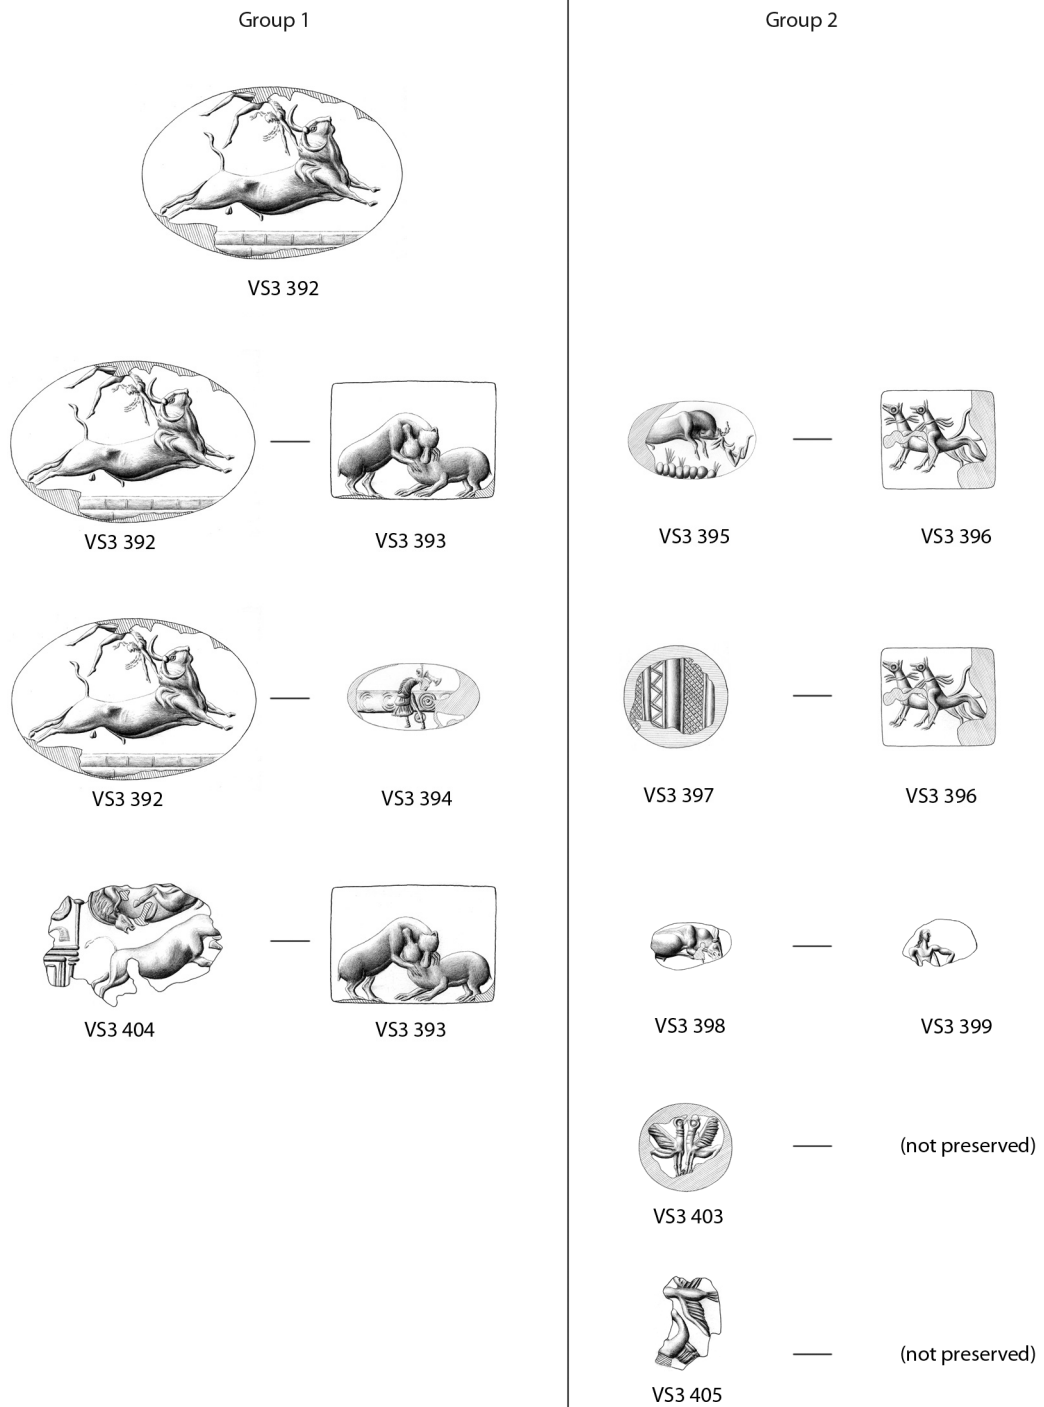 Group 1
Group 2
VS3 392
VS3 392
VS3 393
VS3 395
VS3 396
VS3 392
VS3 394
VS3 397
VS3 396
VS3 404
VS3 393
VS3 398
VS3 399
(not preserved)
VS3 403
(not preserved)
VS3 405